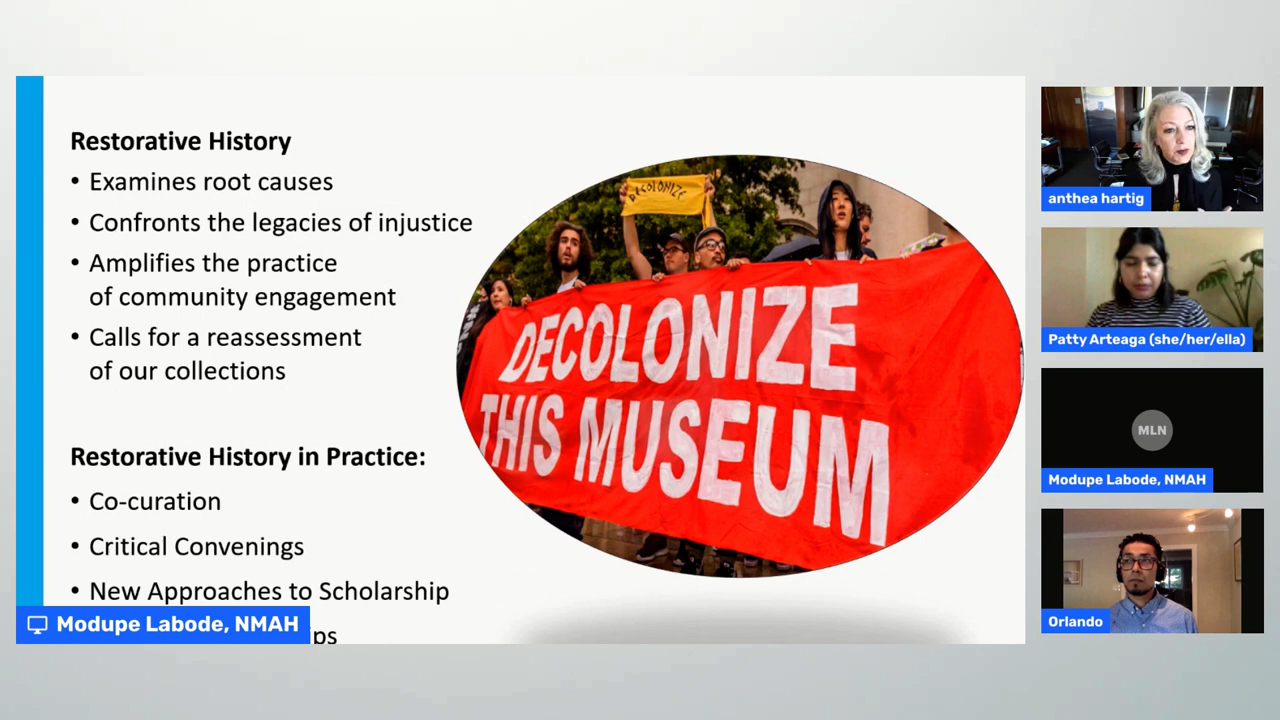 Restorative History
• Examines root causes
• Confronts the legacies of injustice
• Amplifies the practice
of community engagement
• Calls for a reassessment
of our collections
Restorative History in Practice:
• Co-curation
• Critical Convenings
• New Approaches to Scholarship
ips
Modupe Labode, NMAH
DECOLONIZE
DECOLONIZE
THIS MUSEUM
anthea hartig
Patty Arteaga (she/her/ella)
MLN
Modupe Labode, NMAH
Orlando